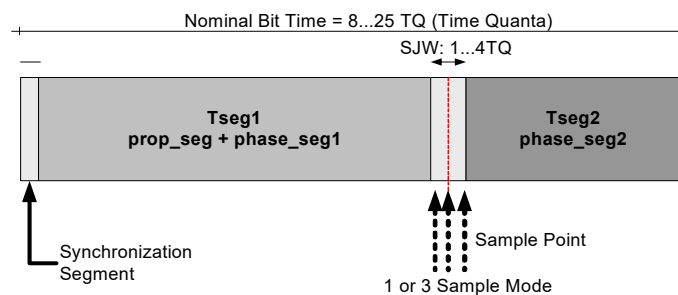 Nominal Bit Time = 8...25 TQ (Time Quanta)
SJW: 1...4TQ
Tseg1
prop_seg + phase_seg1
Tseg2
phase_seg2
Synchronization
Segment
Sample Point
1 or 3 Sample Mode